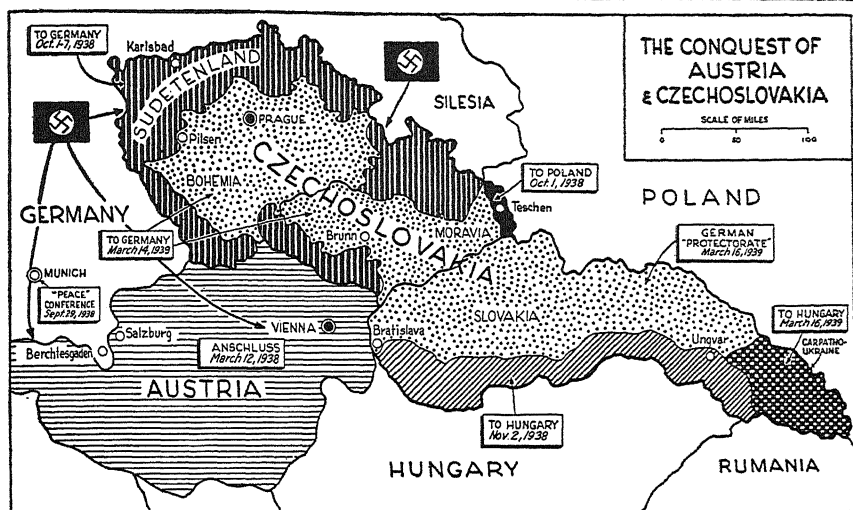 THE CONQUEST OF
AUSTRIA
& CZECHOSLOVAKIA
SCALE OF MILES
0 50 100
TO GERMANY
Oct. 1-7, 1938
Karlsbad
SUDETENLAND
SILESIA
PRAGUE
Pilsen
BOHEMIA
CZECHOSLOVAKIA
TO POLAND
Oct. 1, 1938
Teschen
POLAND
GERMANY
TO GERMANY
March 14, 1939
Brunn
MORAVIA
GERMAN
"PROTECTORATE"
March 16, 1939
MUNICH
"PEACE"
CONFERENCE
Sept. 29, 1938
SLOVAKIA
TO HUNGARY
March 16, 1939
CARPATHO-
UKRAINE
Salzburg
VIENNA
Bratislava
Ungvar
Berchtesgaden
ANSCHLUSS
March 12, 1938
AUSTRIA
TO HUNGARY
Nov. 2, 1938
HUNGARY
RUMANIA